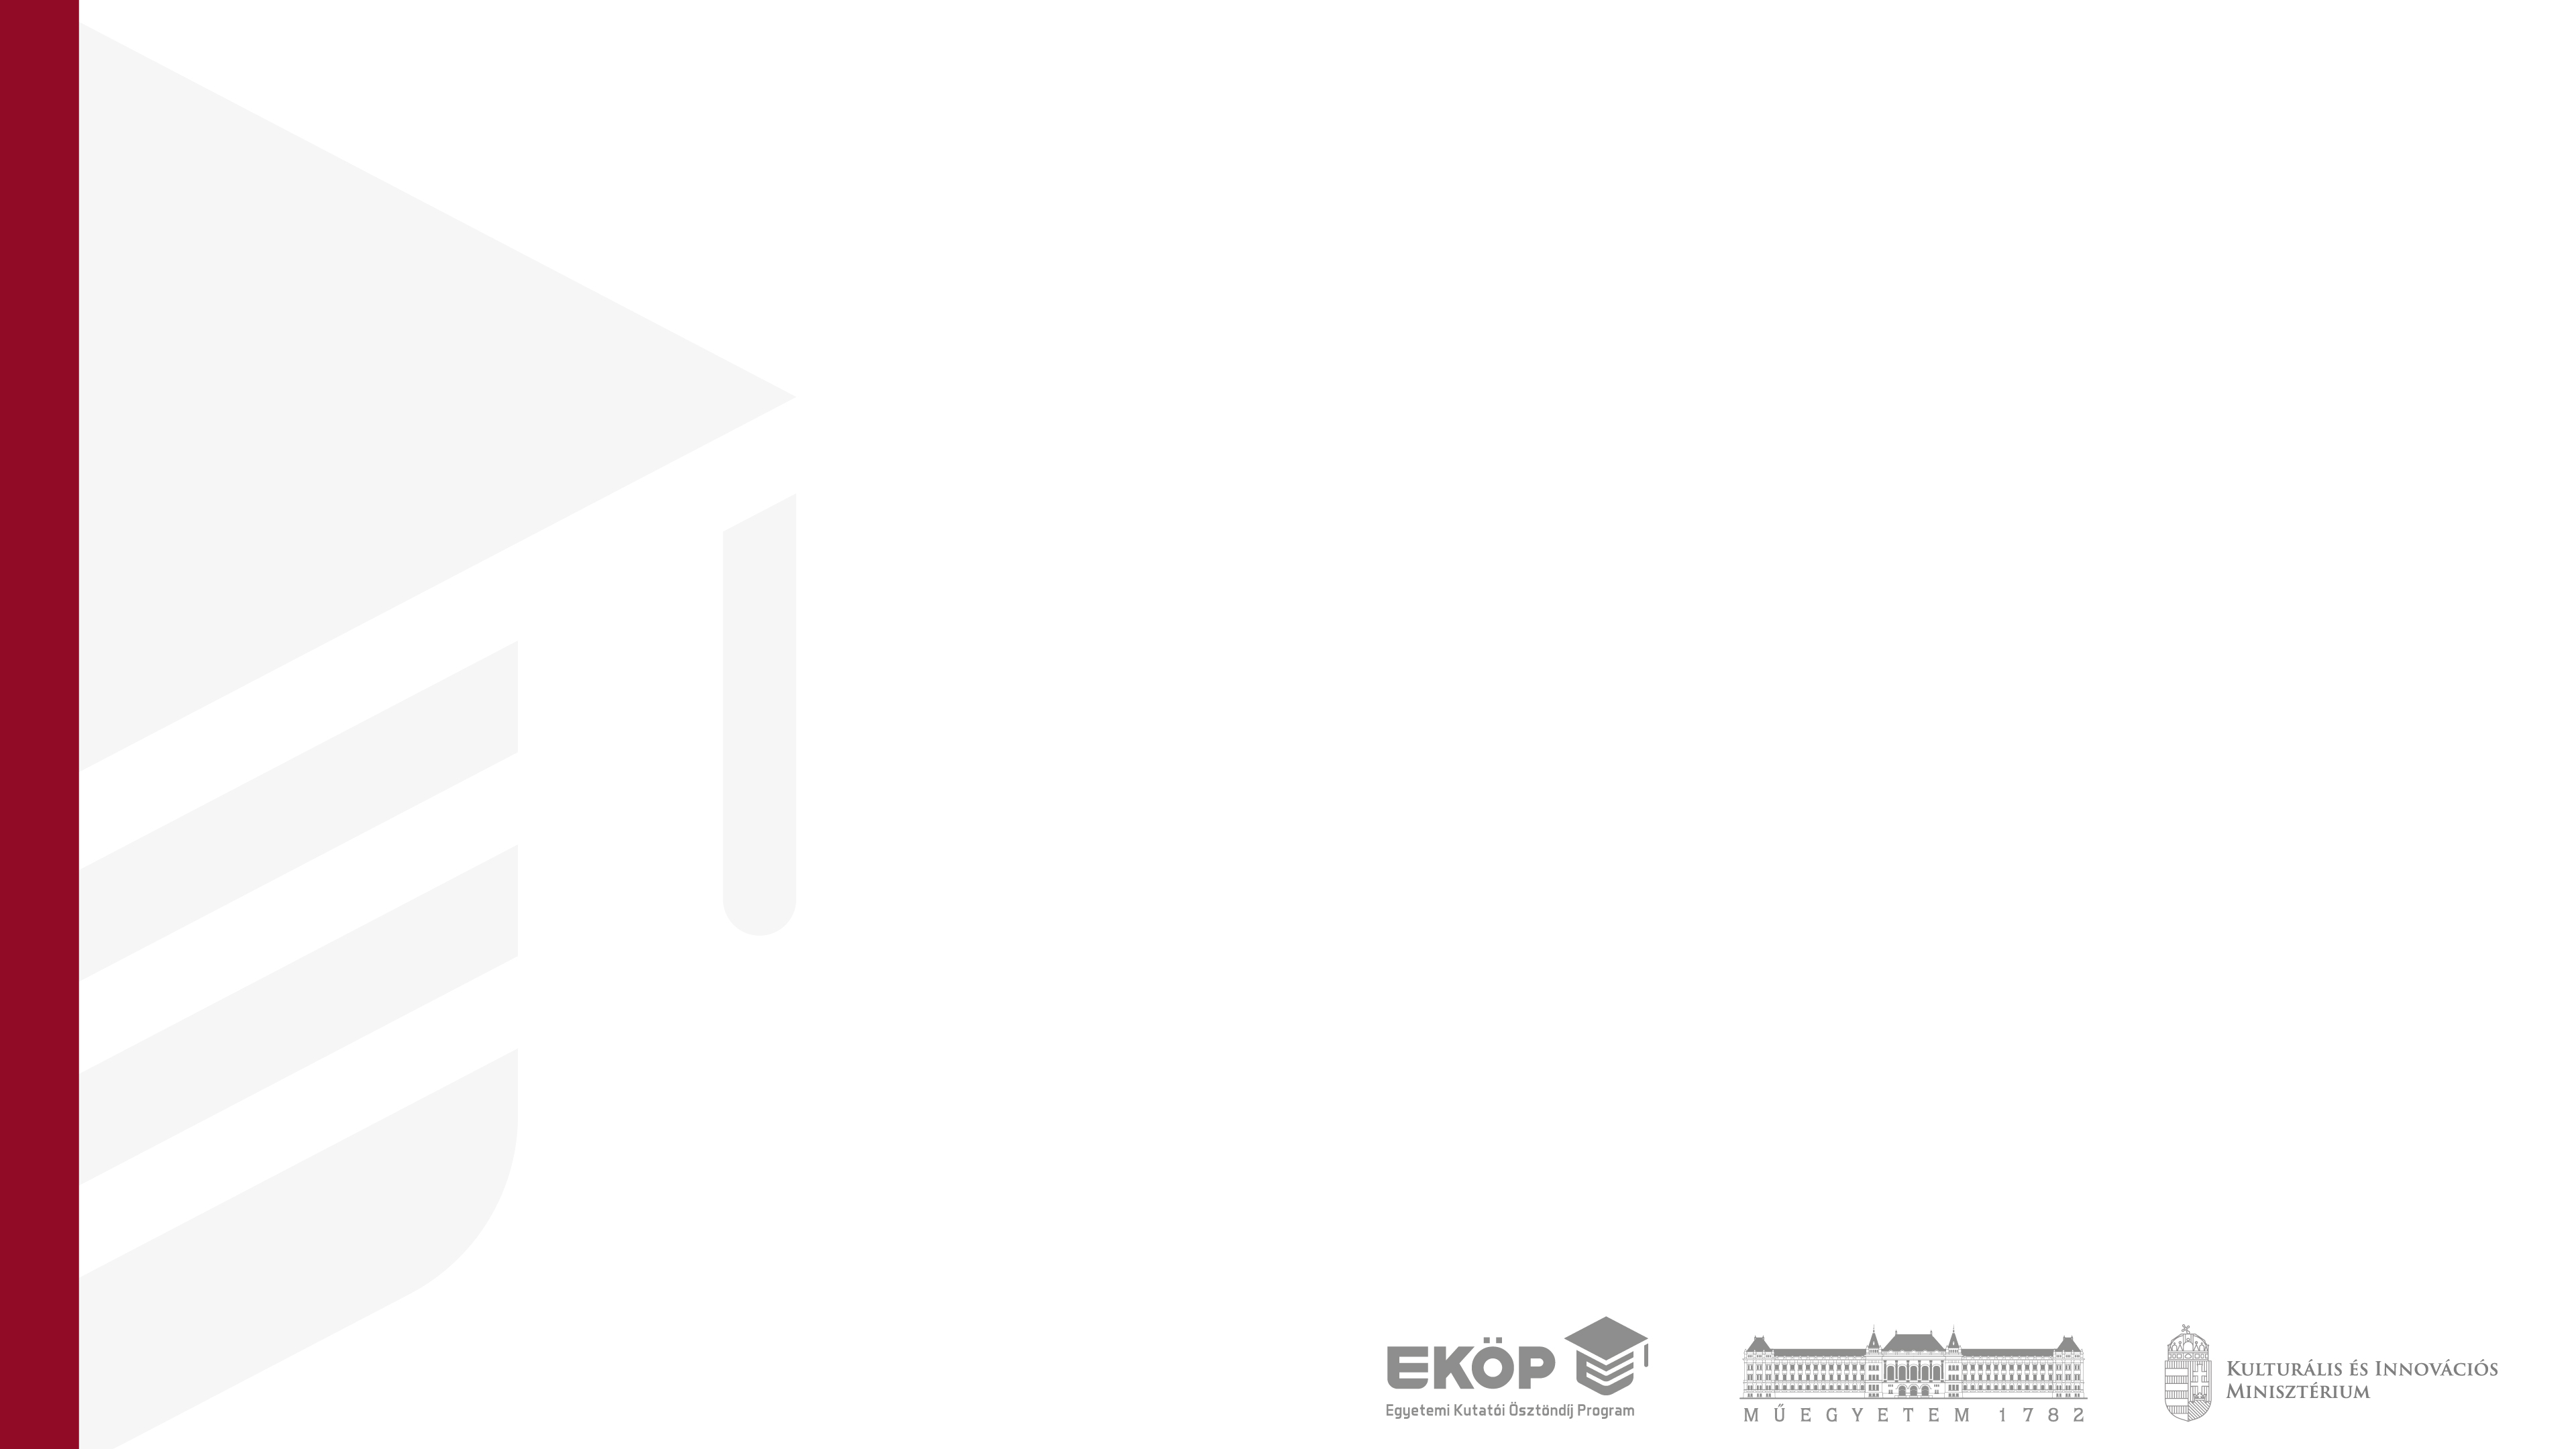 EKÖP
Egyetemi Kutatói Ösztöndíj Program
MŰEGYETEM 1782
KULTURÁLIS ÉS INNOVÁCIÓS
MINISZTÉRIUM